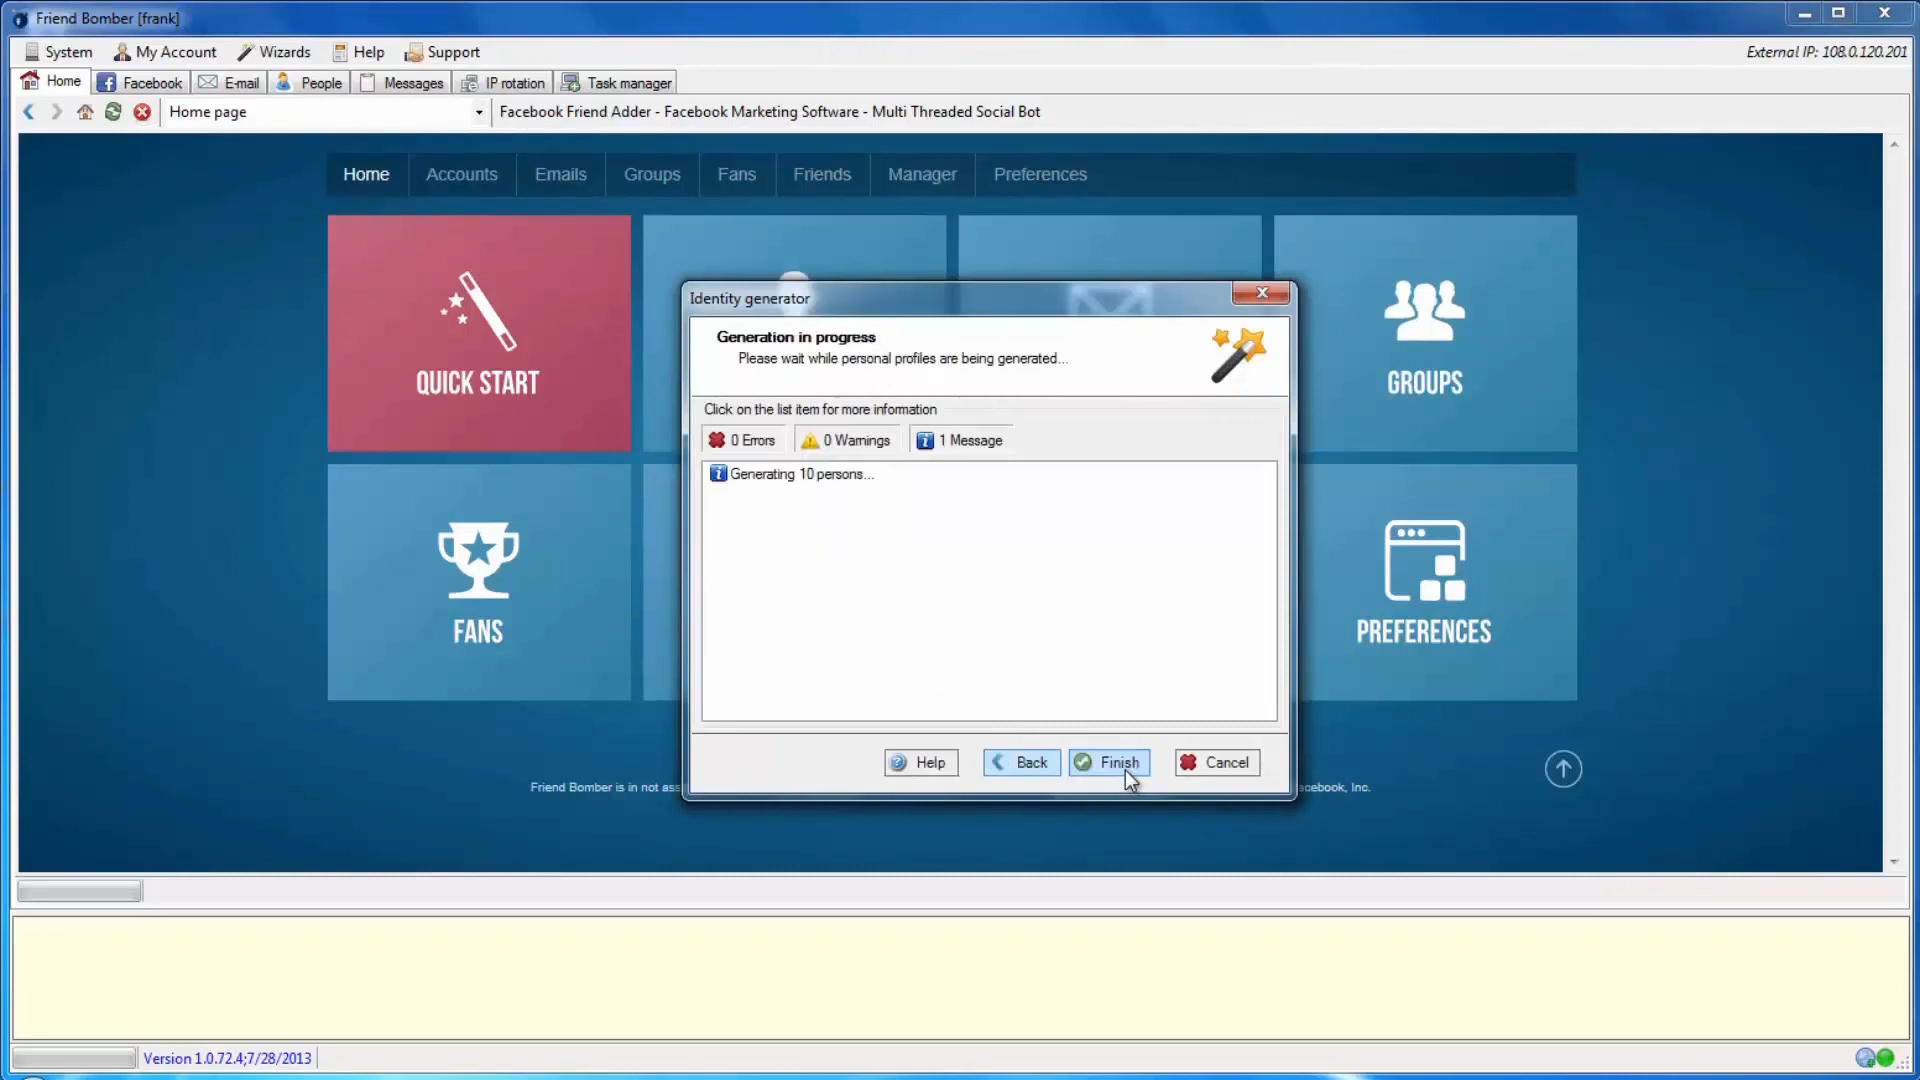 Friend Bomber [frank]
System My Account Wizards Help Support External IP: 108.0.120.201
Home Facebook E-mail People Messages IP rotation Task manager
Home page Facebook Friend Adder - Facebook Marketing Software - Multi Threaded Social Bot
Home Accounts Emails Groups Fans Friends Manager Preferences
QUICK START
GROUPS
FANS
PREFERENCES
Identity generator
Generation in progress
Please wait while personal profiles are being generated...
Click on the list item for more information
0 Errors 0 Warnings 1 Message
Generating 10 persons...
Help Back Finish Cancel
Friend Bomber is in not ass
cebook, Inc.
Version 1.0.72.4;7/28/2013